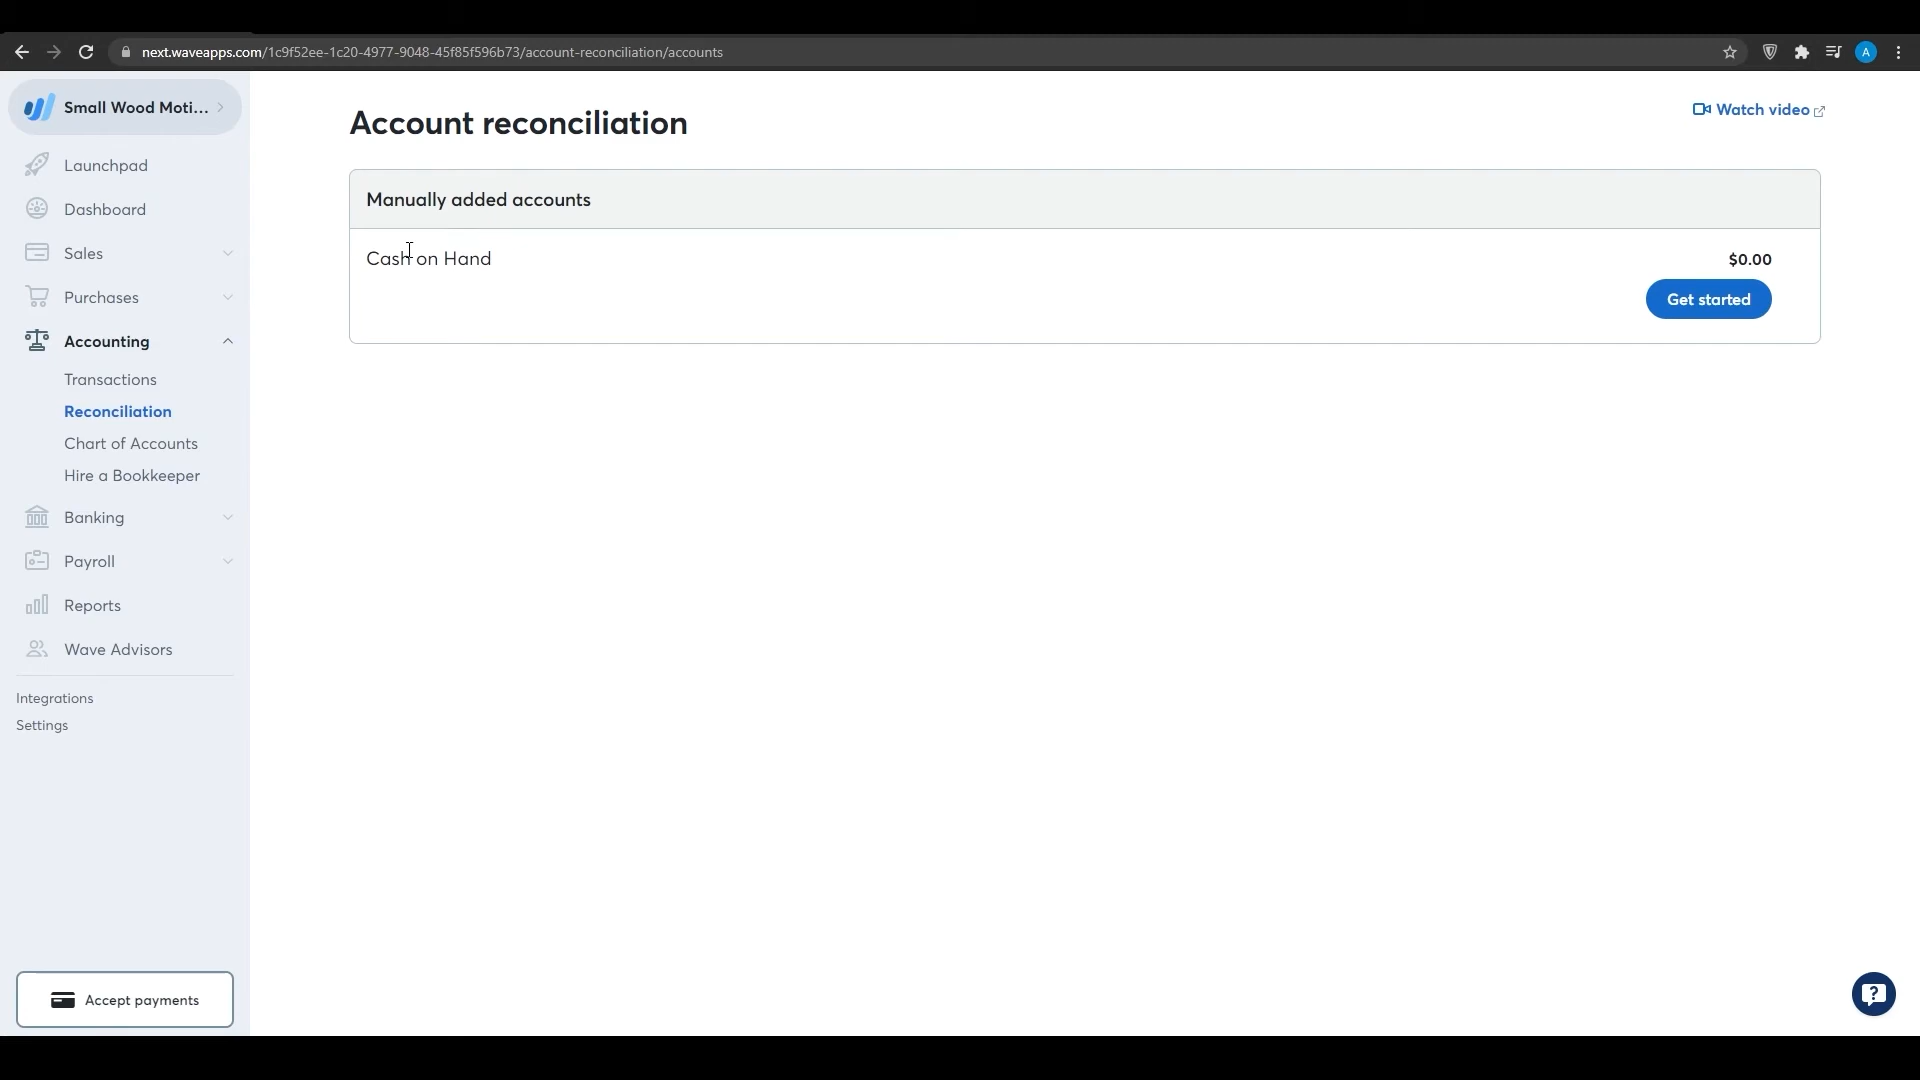 next.waveapps.com/1c9f52ee-1c20-4977-9048-45f85f596b73/account-reconciliation/accounts
A
Small Wood Moti...
Launchpad
Dashboard
Sales
Purchases
Accounting
Transactions
Reconciliation
Chart of Accounts
Hire a Bookkeeper
Banking
Payroll
Reports
Wave Advisors
Integrations
Settings
Accept payments
Account reconciliation
Watch video
Manually added accounts
Cash on Hand
$0.00
Get started
?